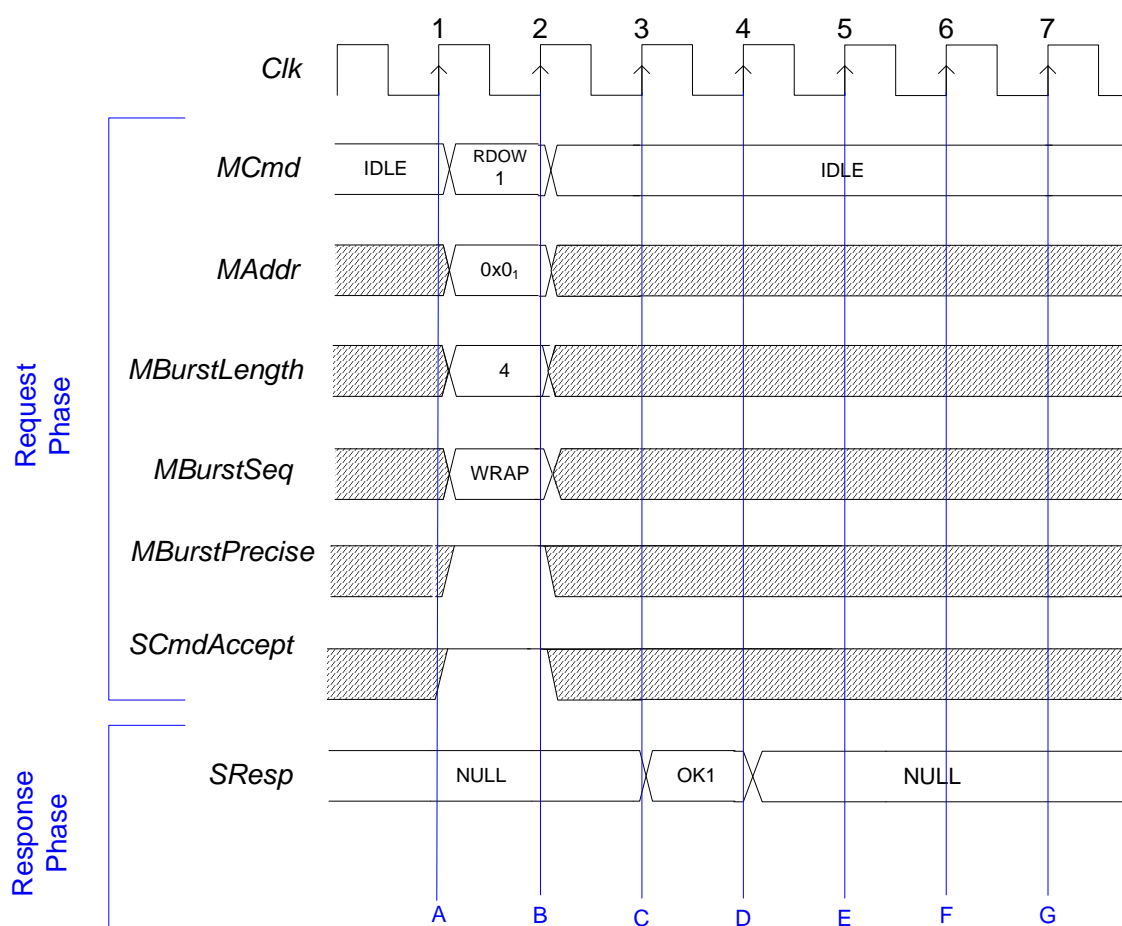 1 2 3 4 5 6 7
Clk
MCmd IDLE RDOW 1 IDLE
MAddr 0x0₁
MBurstLength 4
MBurstSeq WRAP
MBurstPrecise
SCmdAccept
Request
Phase
SResp NULL OK1 NULL
Response
Phase
A B C D E F G